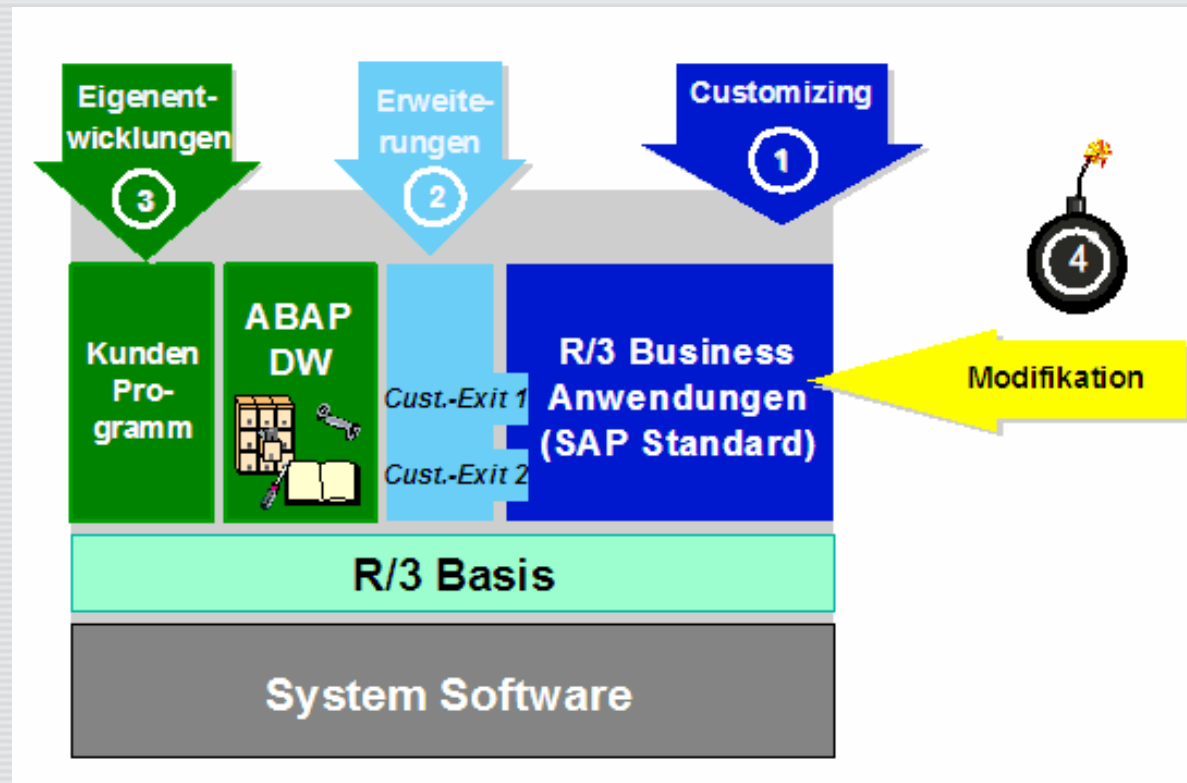 Eigenent-
wicklungen
3
Erweite-
rungen
2
Customizing
1
4
Kunden
Pro-
gramm
ABAP
DW
Cust.-Exit 1
Cust.-Exit 2
R/3 Business
Anwendungen
(SAP Standard)
Modifikation
R/3 Basis
System Software